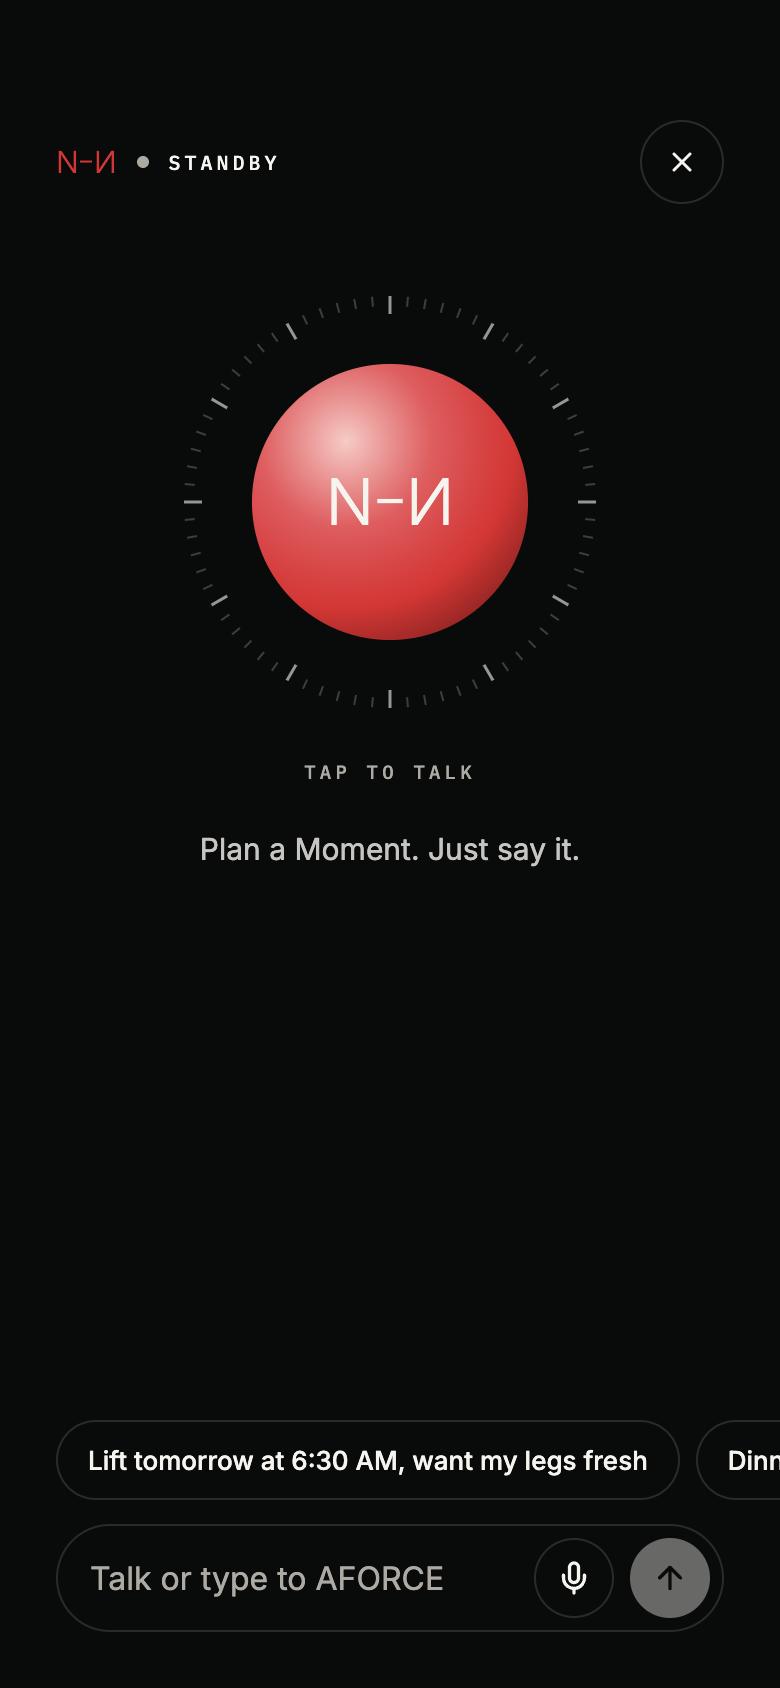 N–И STANDBY
N–И
TAP TO TALK
Plan a Moment. Just say it.
Lift tomorrow at 6:30 AM, want my legs fresh
Talk or type to AFORCE